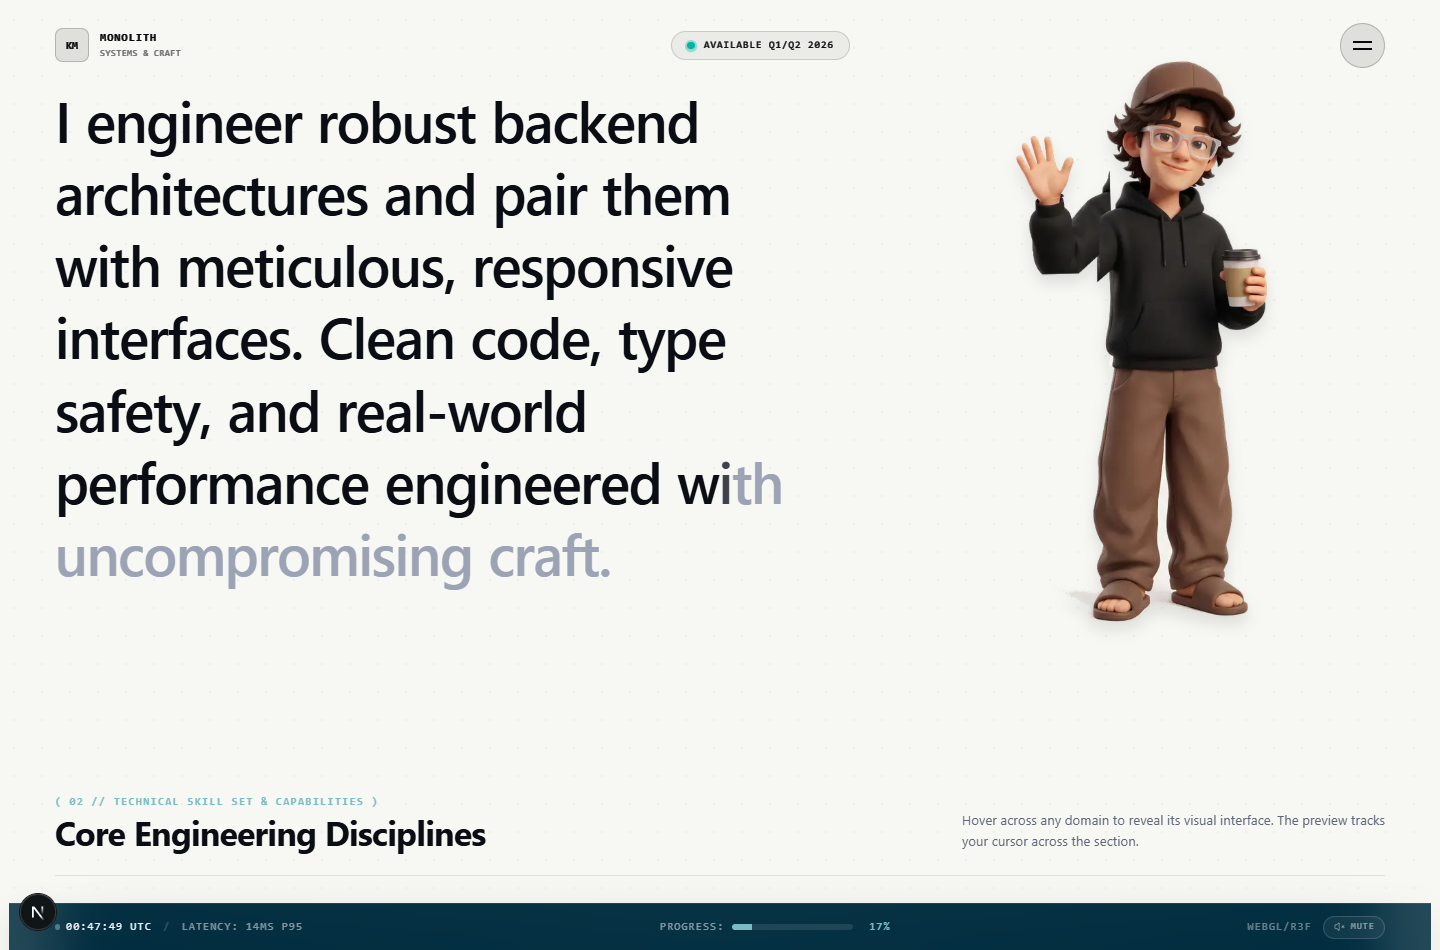 KM
MONOLITH
SYSTEMS & CRAFT
AVAILABLE Q1/Q2 2026
I engineer robust backend
architectures and pair them
with meticulous, responsive
interfaces. Clean code, type
safety, and real-world
performance engineered with
uncompromising craft.
( 02 // TECHNICAL SKILL SET & CAPABILITIES )
Core Engineering Disciplines
Hover across any domain to reveal its visual interface. The preview tracks
your cursor across the section.
N
00:47:49 UTC / LATENCY: 14MS P95
PROGRESS: 17%
WEBGL/R3F
MUTE